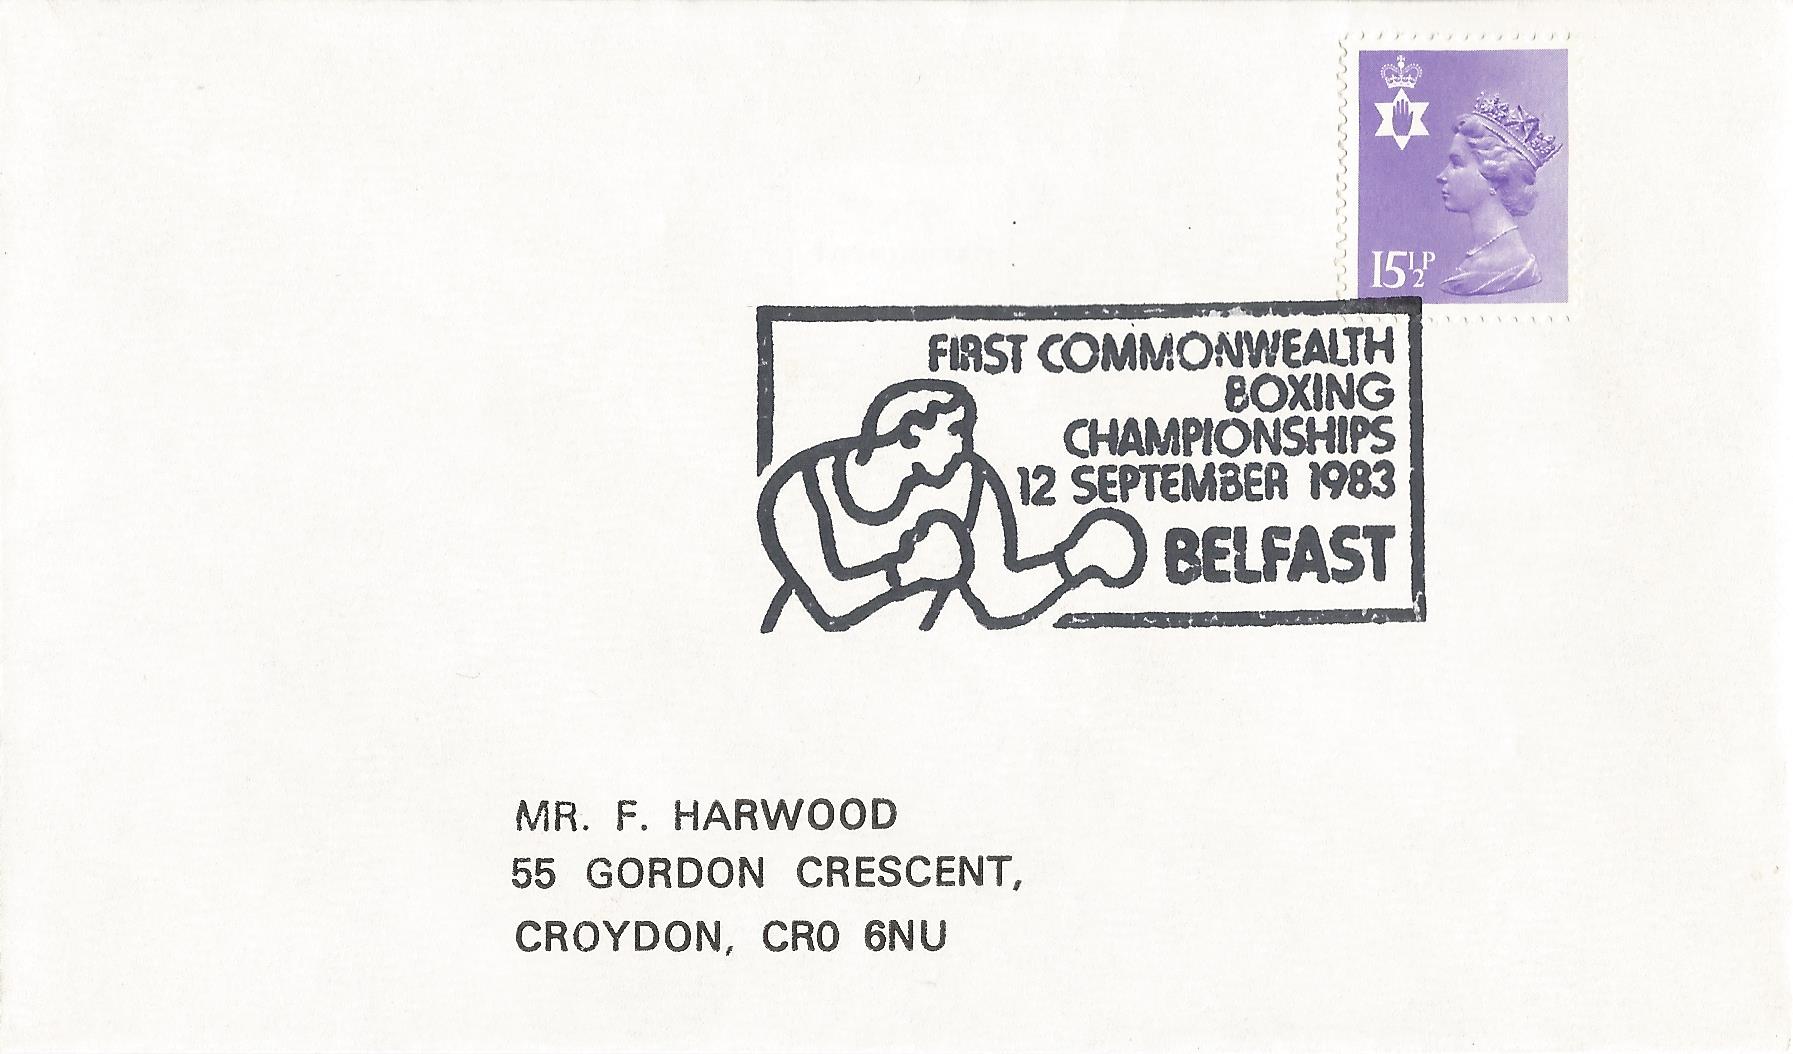 15½P
FIRST COMMONWEALTH
BOXING
CHAMPIONSHIPS
12 SEPTEMBER 1983
BELFAST
MR. F. HARWOOD
55 GORDON CRESCENT,
CROYDON, CR0 6NU